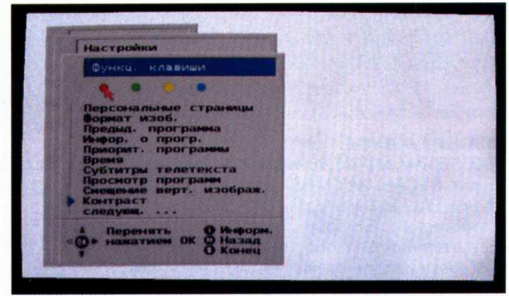 Настройки
Функц. клавиши
Персональные страницы
Формат изоб.
Предыд. программа
Инфор. о прогр.
Приорит. программы
Время
Субтитры телетекста
Просмотр программ
Смещение верт. изображ.
Контраст
следующ. ...
Перенять
нажатием OK
Информ.
Назад
Конец